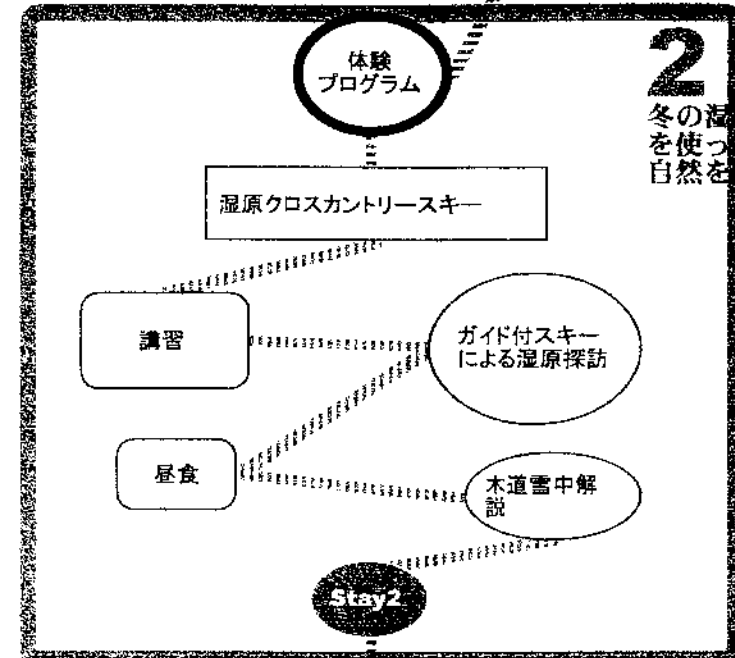 体験
プログラム
2
冬の湿
を使っ
自然を
湿原クロスカントリースキー
講習
ガイド付スキー
による湿原探訪
昼食
木道雪中解
説
Stay2